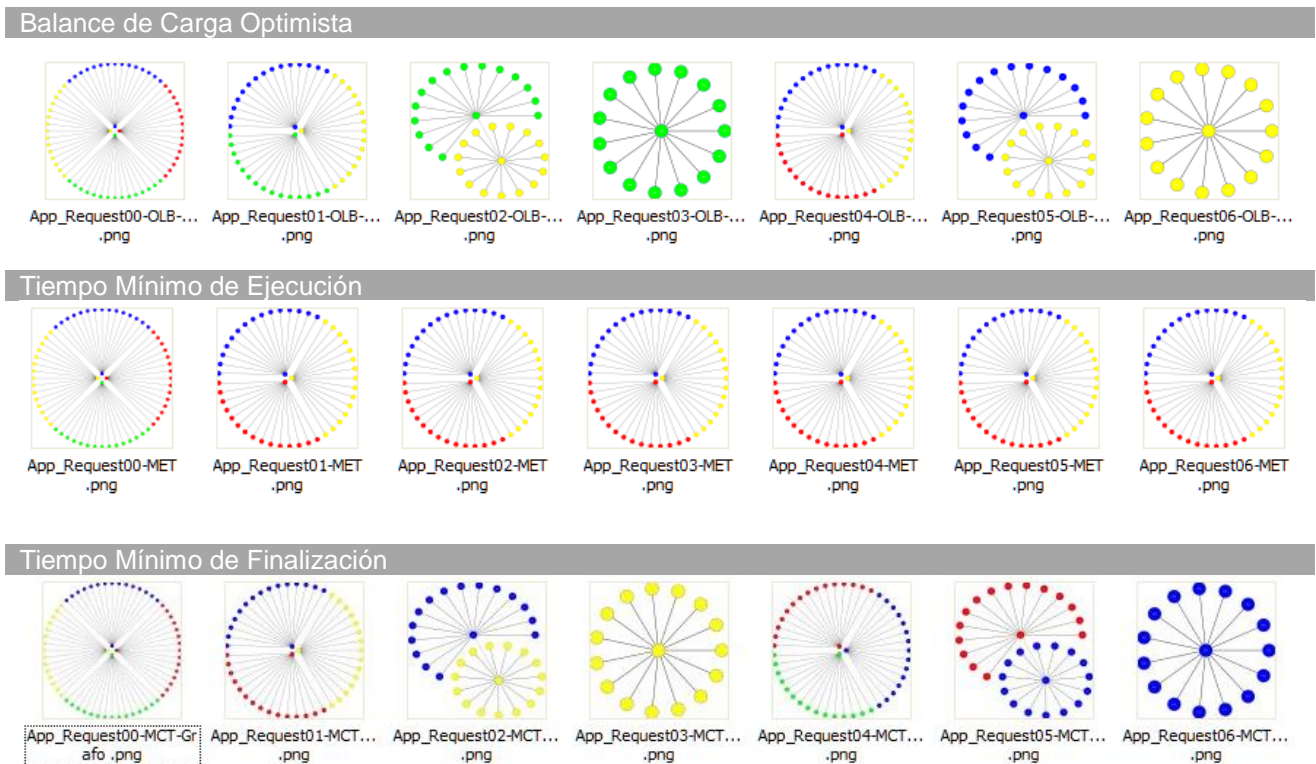 Balance de Carga Optimista
App_Request00-OLB-... App_Request01-OLB-... App_Request02-OLB-... App_Request03-OLB-... App_Request04-OLB-... App_Request05-OLB-... App_Request06-OLB-...
.png .png .png .png .png .png .png
Tiempo Mínimo de Ejecución
App_Request00-MET App_Request01-MET App_Request02-MET App_Request03-MET App_Request04-MET App_Request05-MET App_Request06-MET
.png .png .png .png .png .png .png
Tiempo Mínimo de Finalización
App_Request00-MCT-Gr App_Request01-MCT... App_Request02-MCT... App_Request03-MCT... App_Request04-MCT... App_Request05-MCT... App_Request06-MCT...
afo .png .png .png .png .png .png .png